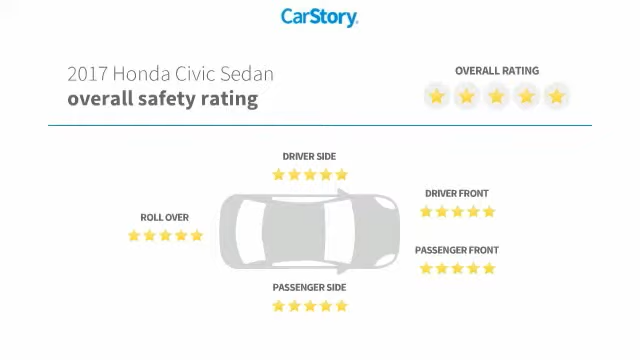 CarStory.
2017 Honda Civic Sedan
overall safety rating
OVERALL RATING
DRIVER SIDE
DRIVER FRONT
ROLL OVER
PASSENGER FRONT
PASSENGER SIDE